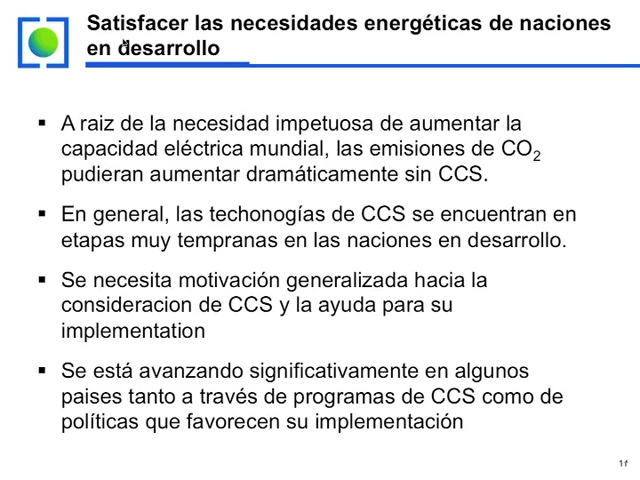 Satisfacer las necesidades energéticas de naciones
en desarrollo
▪ A raiz de la necesidad impetuosa de aumentar la
capacidad eléctrica mundial, las emisiones de CO₂
pudieran aumentar dramáticamente sin CCS.
▪ En general, las techonogías de CCS se encuentran en
etapas muy tempranas en las naciones en desarrollo.
▪ Se necesita motivación generalizada hacia la
consideracion de CCS y la ayuda para su
implementation
▪ Se está avanzando significativamente en algunos
paises tanto a través de programas de CCS como de
políticas que favorecen su implementación